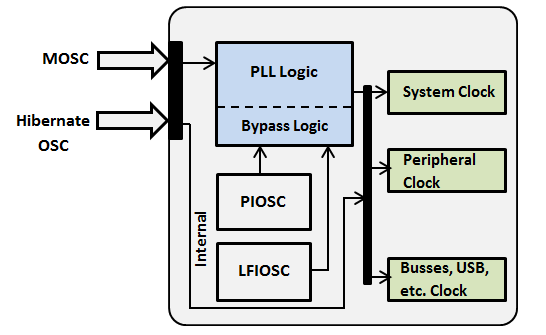 MOSC
Hibernate
OSC
PLL Logic
Bypass Logic
PIOSC
LFIOSC
Internal
System Clock
Peripheral
Clock
Busses, USB,
etc. Clock